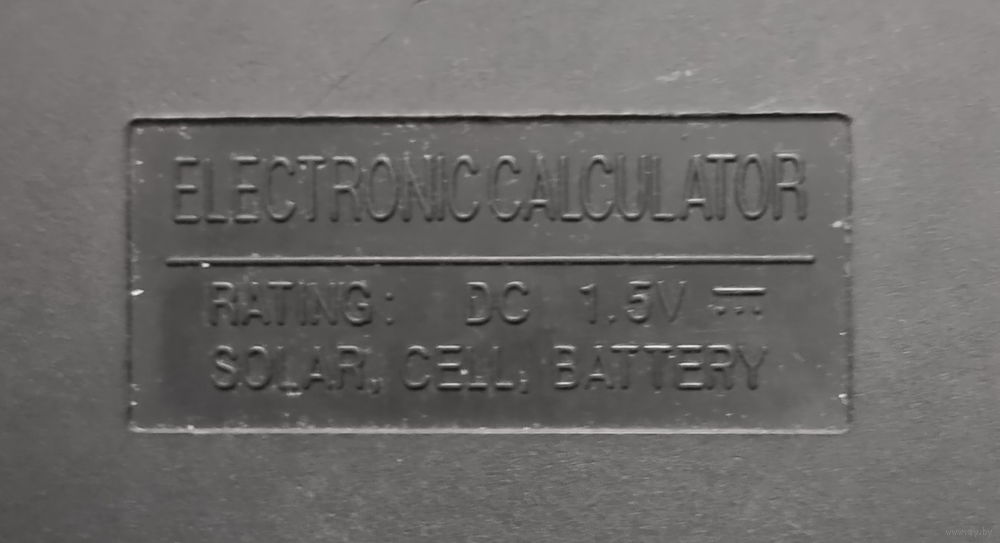 ELECTRONIC CALCULATOR
RATING: DC 1.5V ⎓
SOLAR, CELL, BATTERY